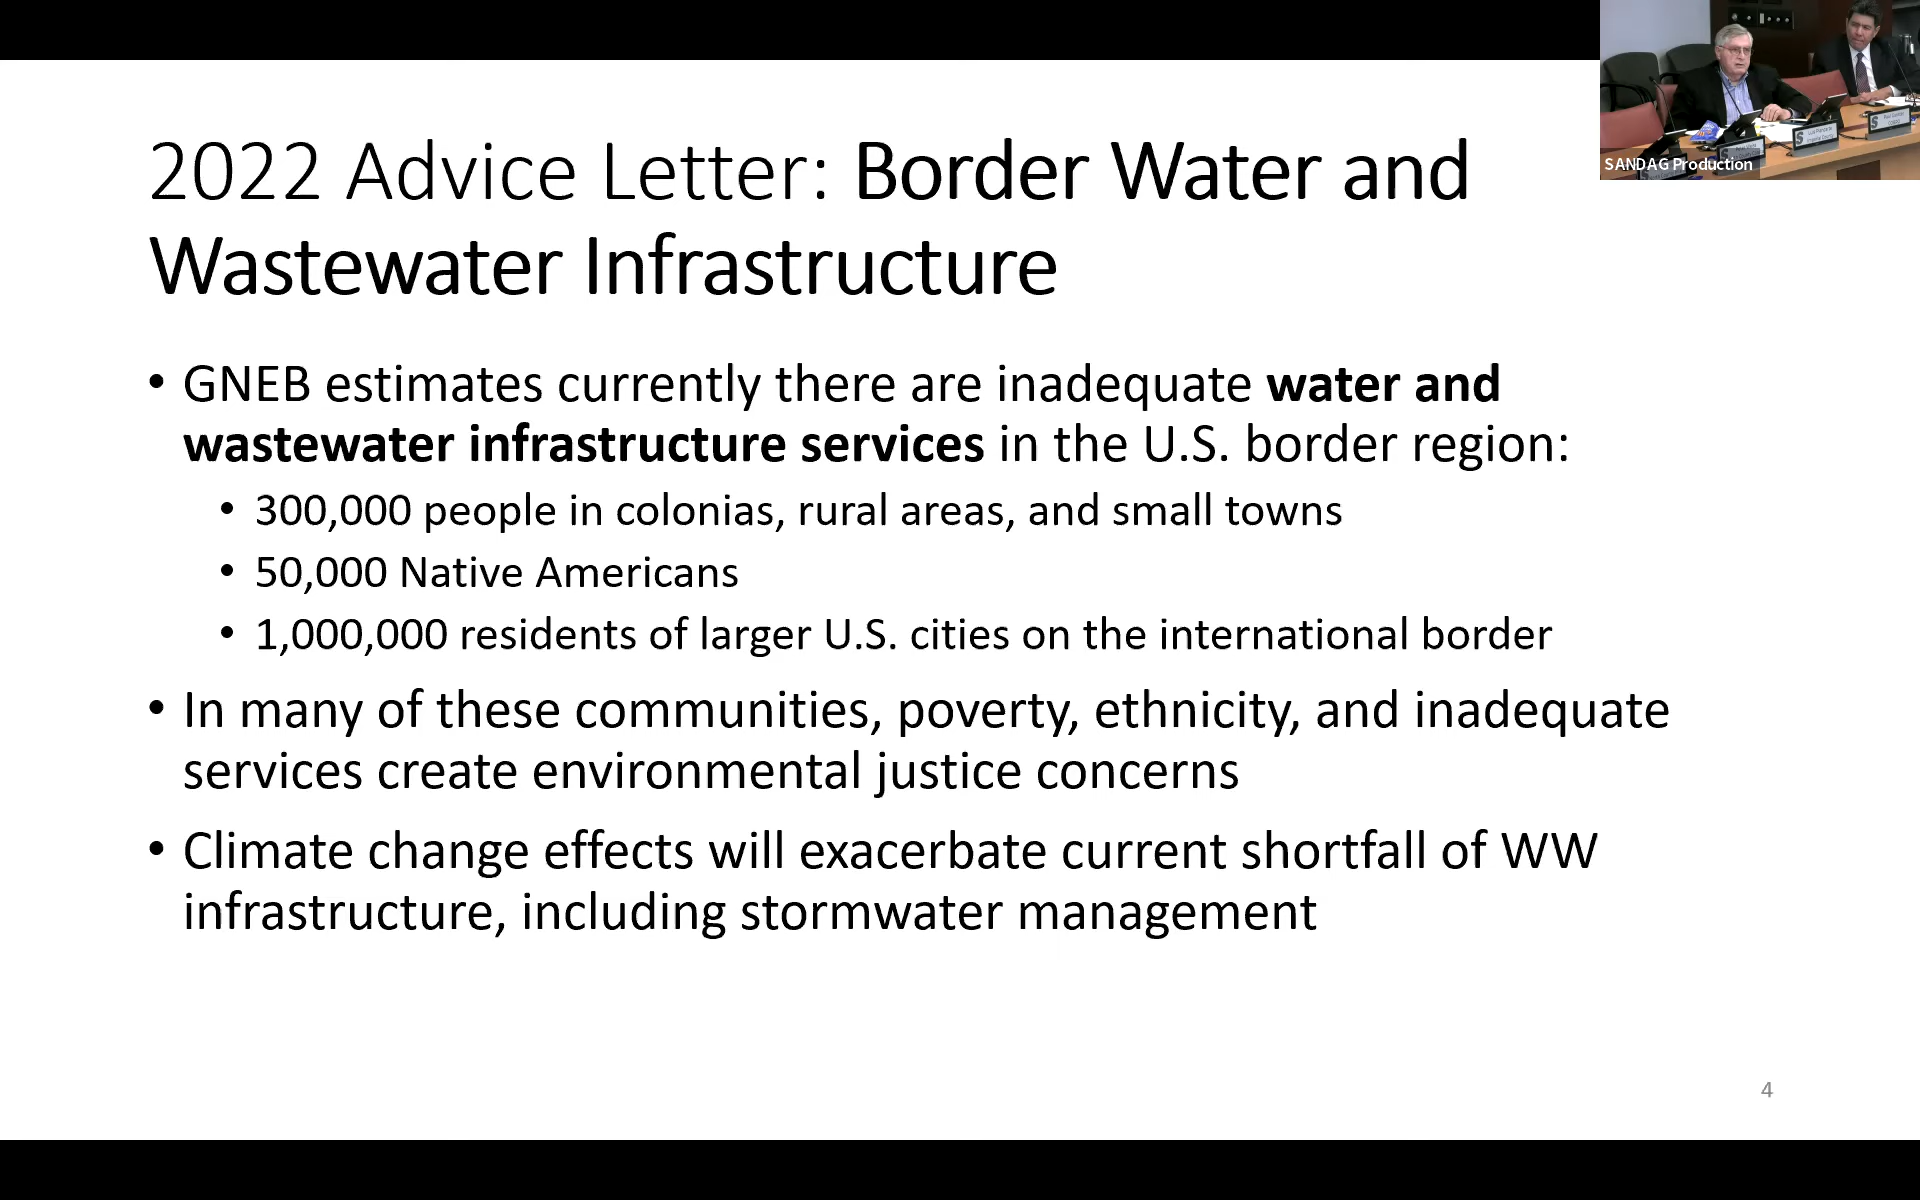 2022 Advice Letter: Border Water and
Wastewater Infrastructure
• GNEB estimates currently there are inadequate water and
wastewater infrastructure services in the U.S. border region:
• 300,000 people in colonias, rural areas, and small towns
• 50,000 Native Americans
• 1,000,000 residents of larger U.S. cities on the international border
• In many of these communities, poverty, ethnicity, and inadequate
services create environmental justice concerns
• Climate change effects will exacerbate current shortfall of WW
infrastructure, including stormwater management
4
SANDAG Production